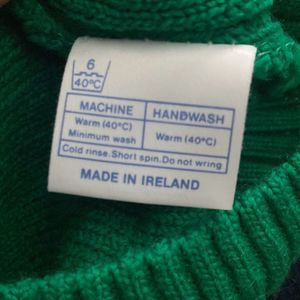 6
40°C
MACHINE HANDWASH
Warm (40°C)
Minimum wash
Warm (40°C)
Cold rinse. Short spin. Do not wring
MADE IN IRELAND